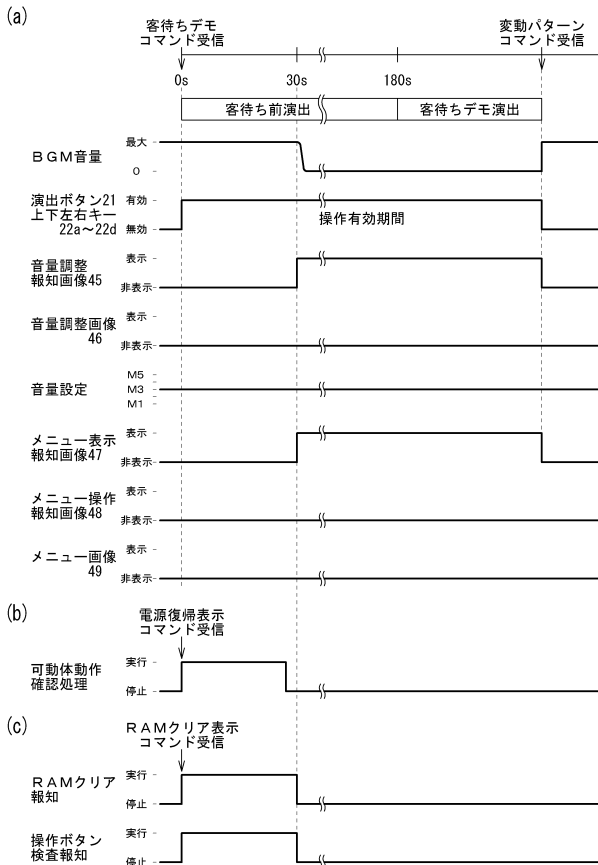 (a)
客待ちデモ
コマンド受信
変動パターン
コマンド受信
0s
30s
180s
客待ち前演出
客待ちデモ演出
BGM音量
最大
0
演出ボタン21
上下左右キー
22a～22d
有効
無効
操作有効期間
音量調整
報知画像45
表示
非表示
音量調整画像
46
表示
非表示
音量設定
M5
M3
M1
メニュー表示
報知画像47
表示
非表示
メニュー操作
報知画像48
表示
非表示
メニュー画像
49
表示
非表示
(b)
電源復帰表示
コマンド受信
可動体動作
確認処理
実行
停止
(c)
RAMクリア表示
コマンド受信
RAMクリア
報知
実行
停止
操作ボタン
検査報知
実行
停止